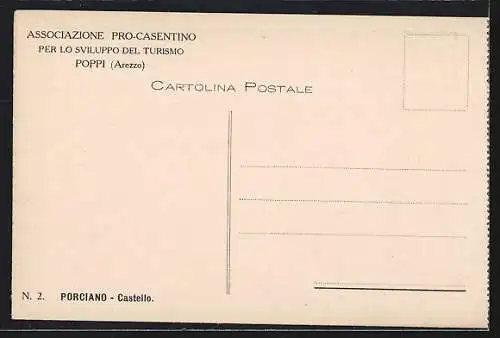 ASSOCIAZIONE PRO-CASENTINO
PER LO SVILUPPO DEL TURISMO
POPPI (Arezzo)
CARTOLINA POSTALE
N. 2. PORCIANO - Castello.